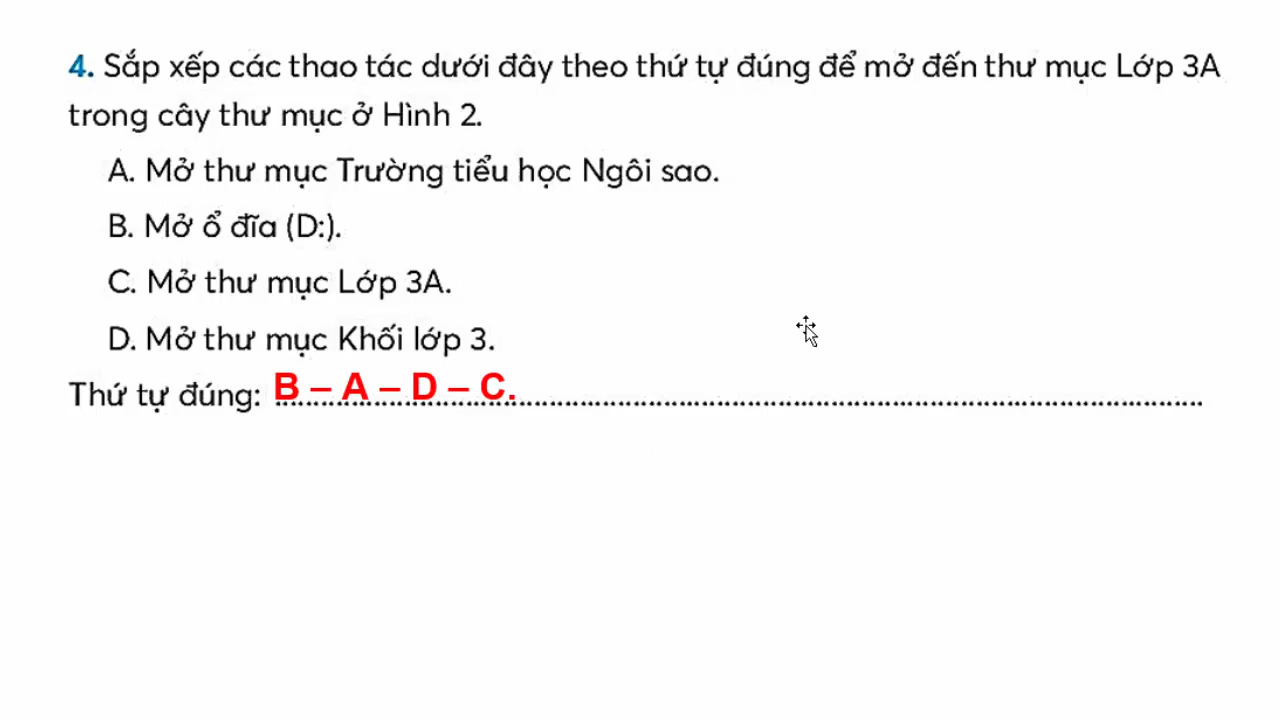 4. Sắp xếp các thao tác dưới đây theo thứ tự đúng để mở đến thư mục Lớp 3A
trong cây thư mục ở Hình 2.
A. Mở thư mục Trường tiểu học Ngôi sao.
B. Mở ổ đĩa (D:).
C. Mở thư mục Lớp 3A.
D. Mở thư mục Khối lớp 3.
Thứ tự đúng: B – A – D – C.